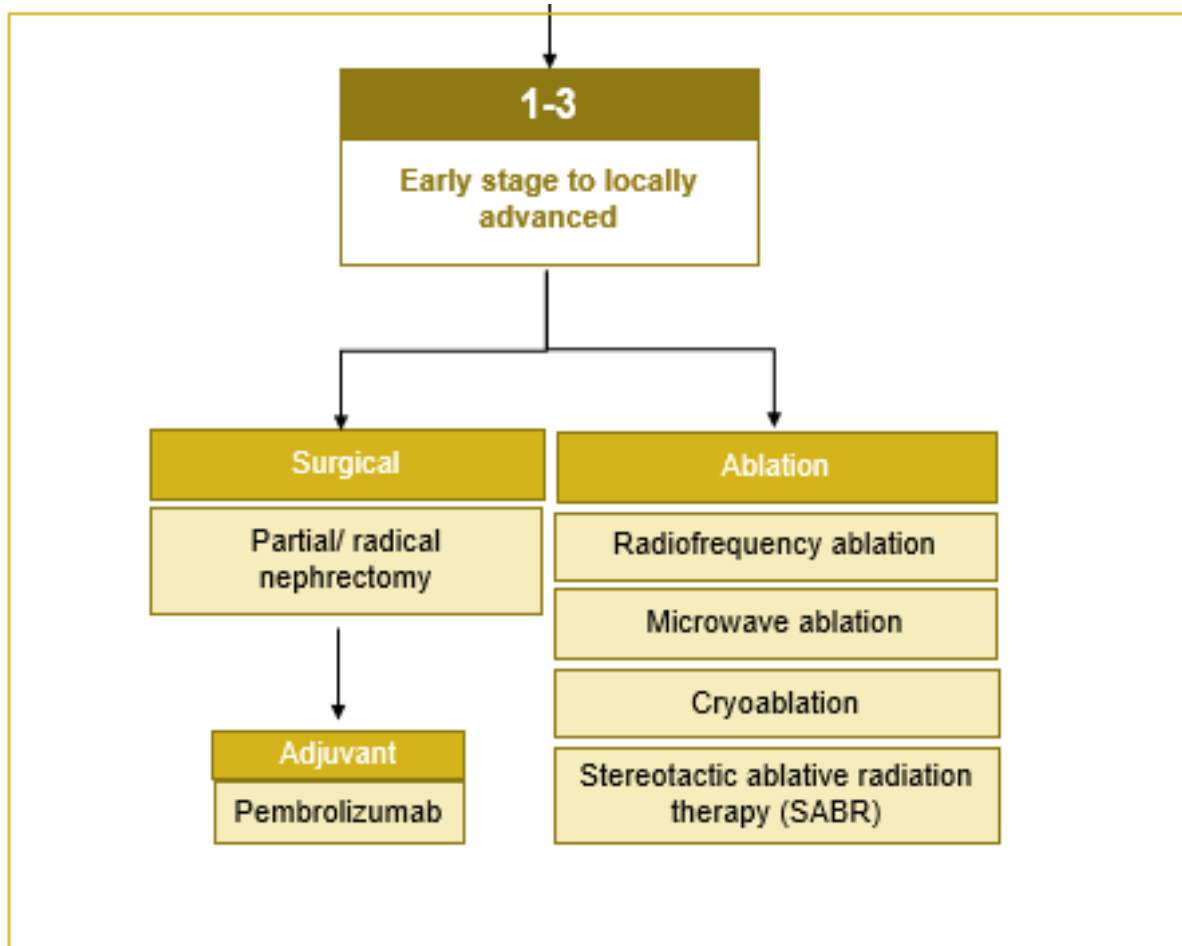 1-3
Early stage to locally
advanced
Surgical
Partial/ radical
nephrectomy
Adjuvant
Pembrolizumab
Ablation
Radiofrequency ablation
Microwave ablation
Cryoablation
Stereotactic ablative radiation
therapy (SABR)